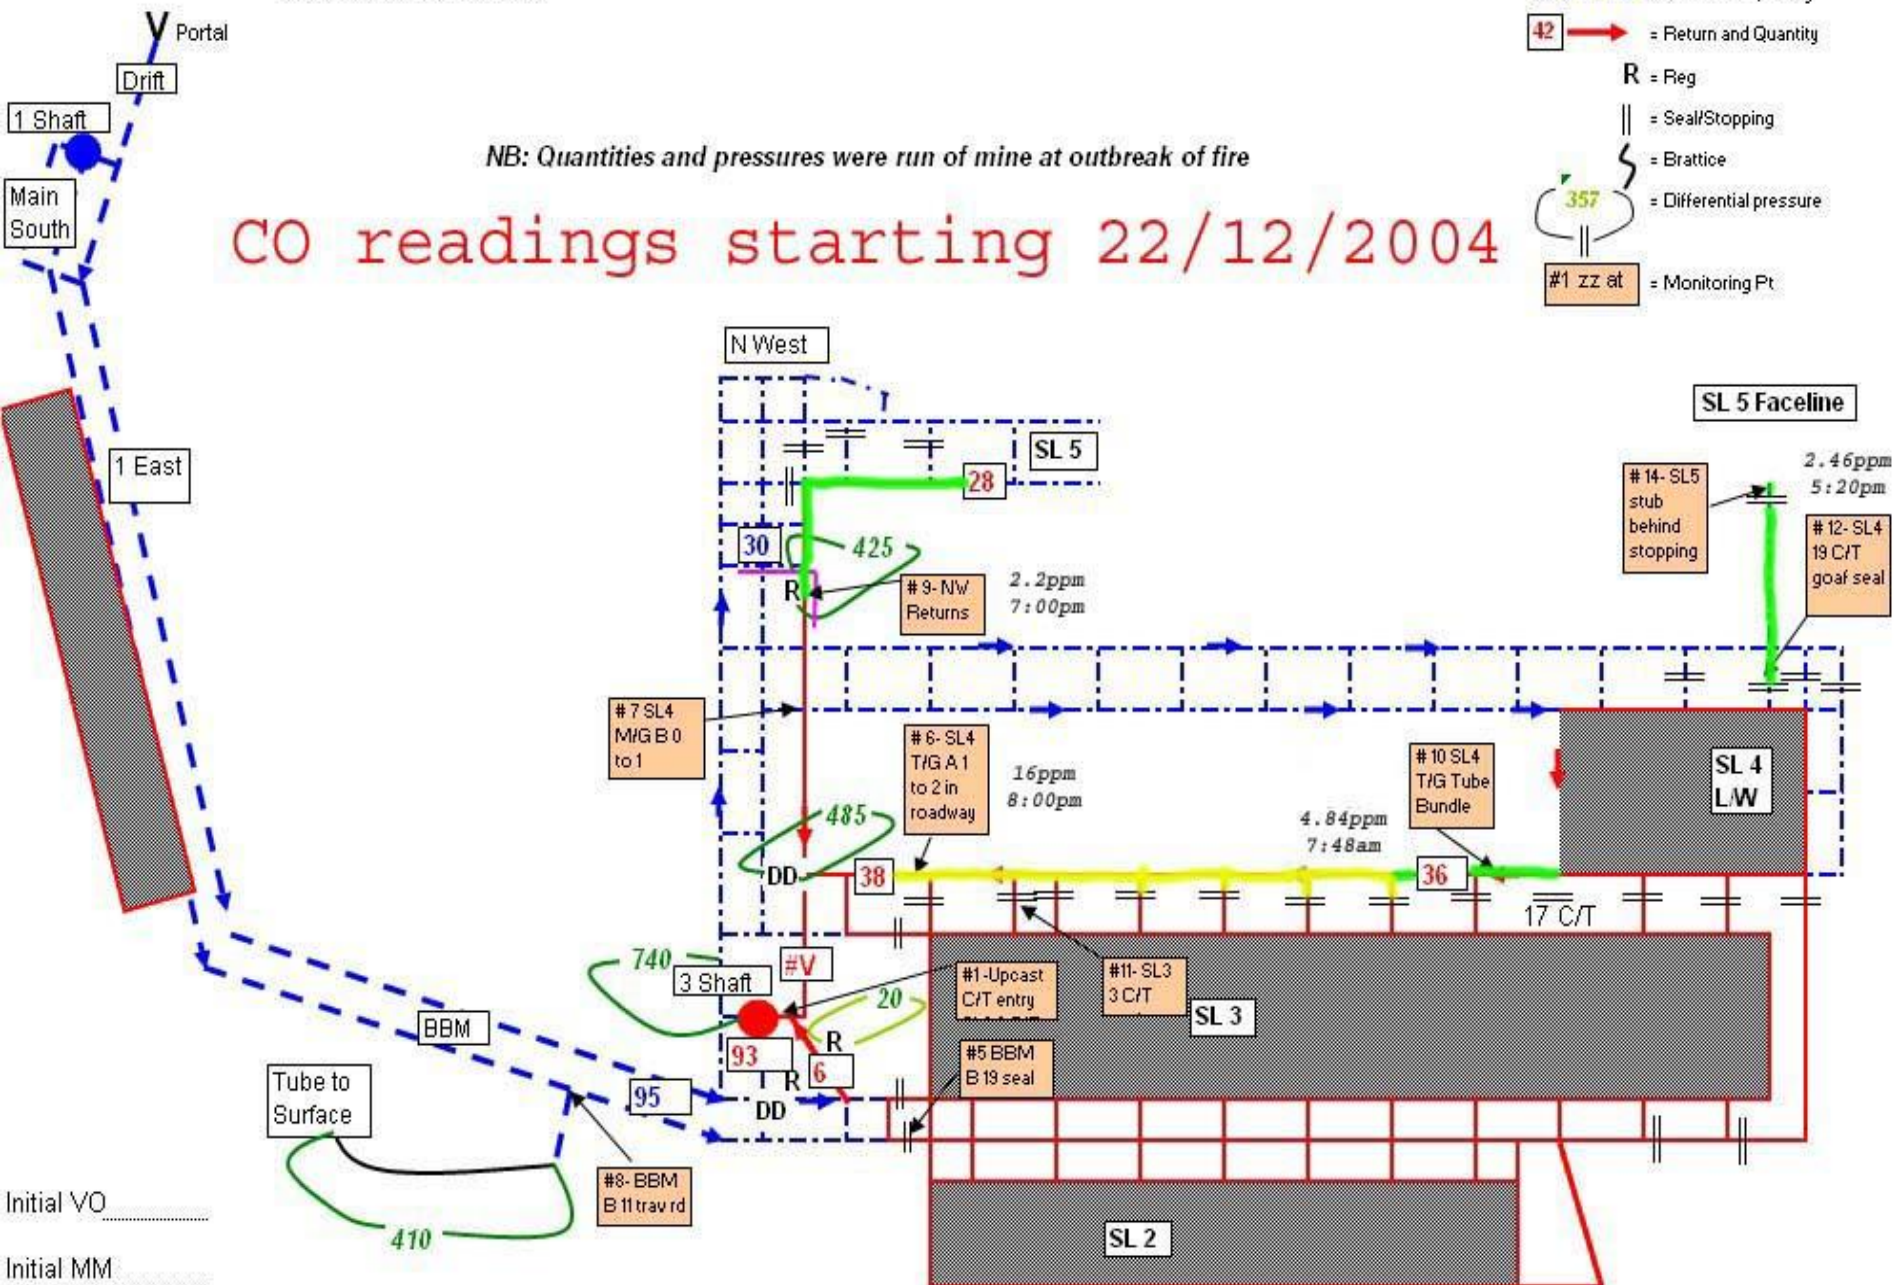 V Portal
Drift
1 Shaft
Main
South
42 = Return and Quantity
R = Reg
= Seal/Stopping
= Brattice
357 = Differential pressure
#1 zz at = Monitoring Pt
NB: Quantities and pressures were run of mine at outbreak of fire
CO readings starting 22/12/2004
N West
SL 5 Faceline
1 East
SL 5
28
2.46ppm
5:20pm
# 14- SL5
stub
behind
stopping
# 12- SL4
19 C/T
goaf seal
30
425
R
# 9- NW
Returns
2.2ppm
7:00pm
# 7 SL4
M/G B 0
to 1
# 6- SL4
T/G A 1
to 2 in
roadway
16ppm
8:00pm
# 10 SL4
T/G Tube
Bundle
4.84ppm
7:48am
SL 4
L/W
485
DD
38
36
17 C/T
740
3 Shaft
#V
20
#1 -Upcast
C/T entry
#11- SL3
3 C/T
SL 3
BBM
93
R
R
6
#5 BBM
B 19 seal
Tube to
Surface
95
DD
#8- BBM
B 11 trav rd
410
SL 2
Initial VO
Initial MM